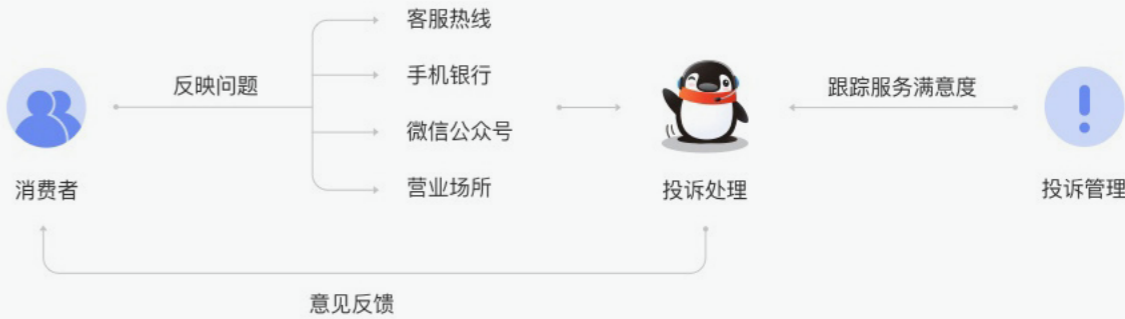 客服热线
反映问题
手机银行
微信公众号
营业场所
跟踪服务满意度
消费者
投诉处理
投诉管理
意见反馈